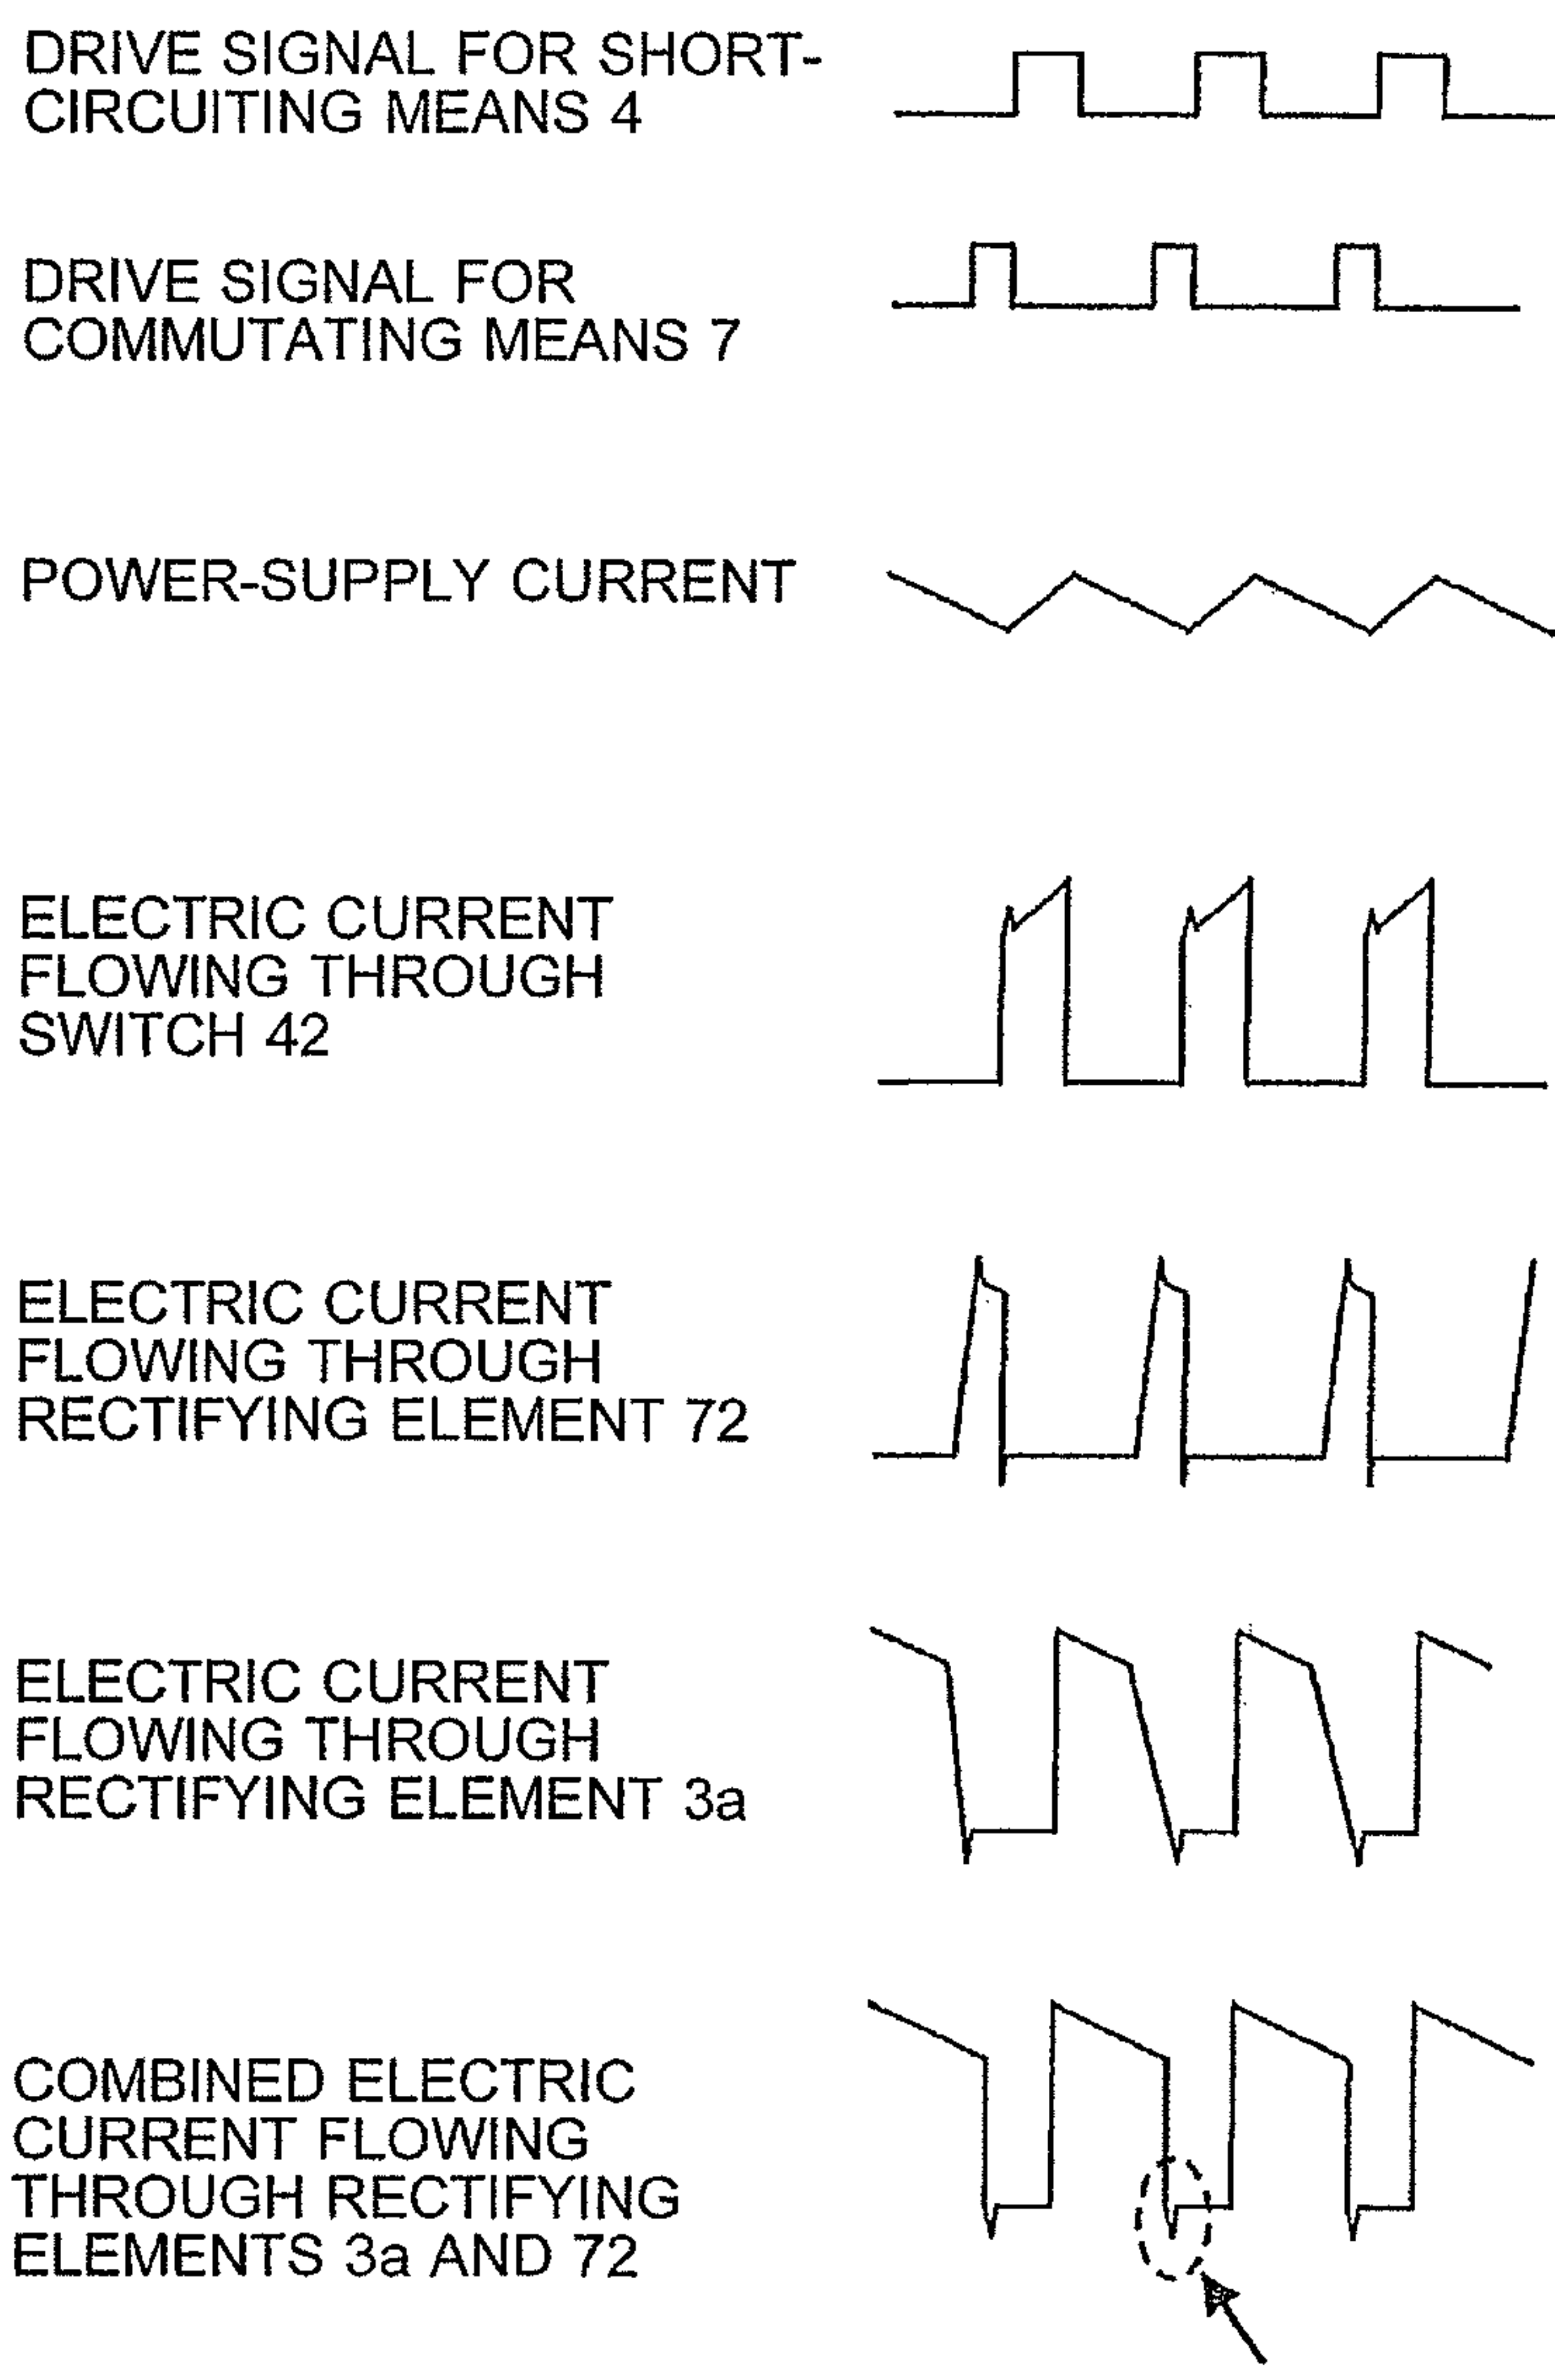 DRIVE SIGNAL FOR SHORT-
CIRCUITING MEANS 4
DRIVE SIGNAL FOR
COMMUTATING MEANS 7
POWER-SUPPLY CURRENT
ELECTRIC CURRENT
FLOWING THROUGH
SWITCH 42
ELECTRIC CURRENT
FLOWING THROUGH
RECTIFYING ELEMENT 72
ELECTRIC CURRENT
FLOWING THROUGH
RECTIFYING ELEMENT 3a
COMBINED ELECTRIC
CURRENT FLOWING
THROUGH RECTIFYING
ELEMENTS 3a AND 72